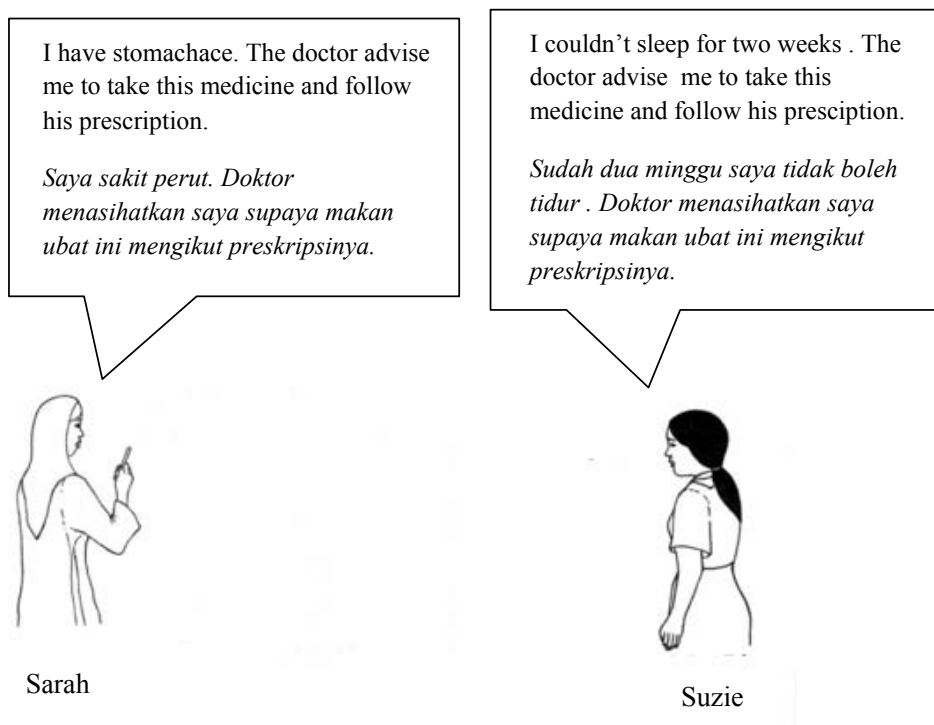 I have stomachace. The doctor advise
me to take this medicine and follow
his prescription.
Saya sakit perut. Doktor
menasihatkan saya supaya makan
ubat ini mengikut preskripsinya.
I couldn't sleep for two weeks . The
doctor advise  me to take this
medicine and follow his presciption.
Sudah dua minggu saya tidak boleh
tidur . Doktor menasihatkan saya
supaya makan ubat ini mengikut
preskripsinya.
Sarah
Suzie